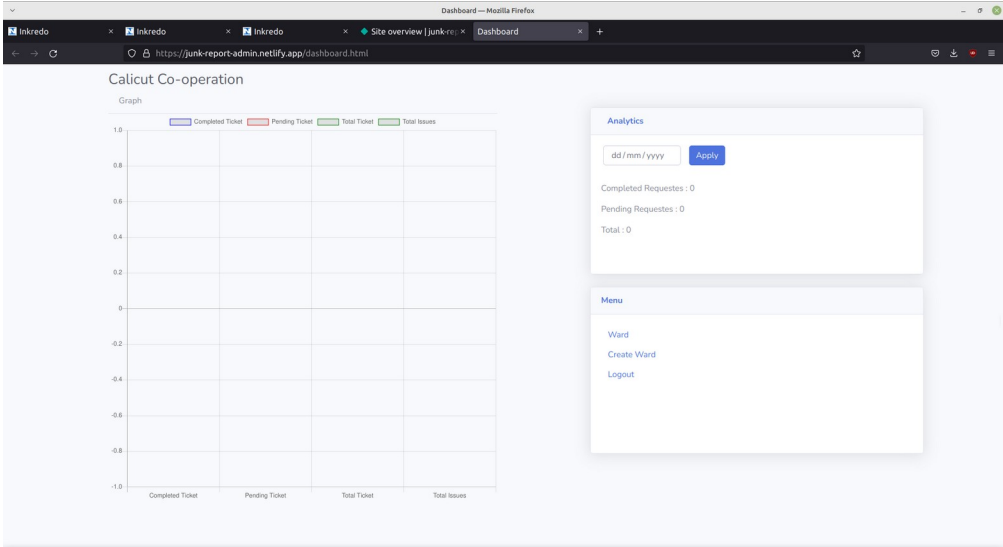 Dashboard — Mozilla Firefox
Inkredo
Inkredo
Inkredo
Site overview | junk-rep
Dashboard
https://junk-report-admin.netlify.app/dashboard.html
Calicut Co-operation
Graph
Completed Ticket Pending Ticket Total Ticket Total Issues
1.0
0.8
0.6
0.4
0.2
0
-0.2
-0.4
-0.6
-0.8
-1.0
Completed Ticket Pending Ticket Total Ticket Total Issues
Analytics
dd / mm / yyyy Apply
Completed Requestes : 0
Pending Requestes : 0
Total : 0
Menu
Ward
Create Ward
Logout